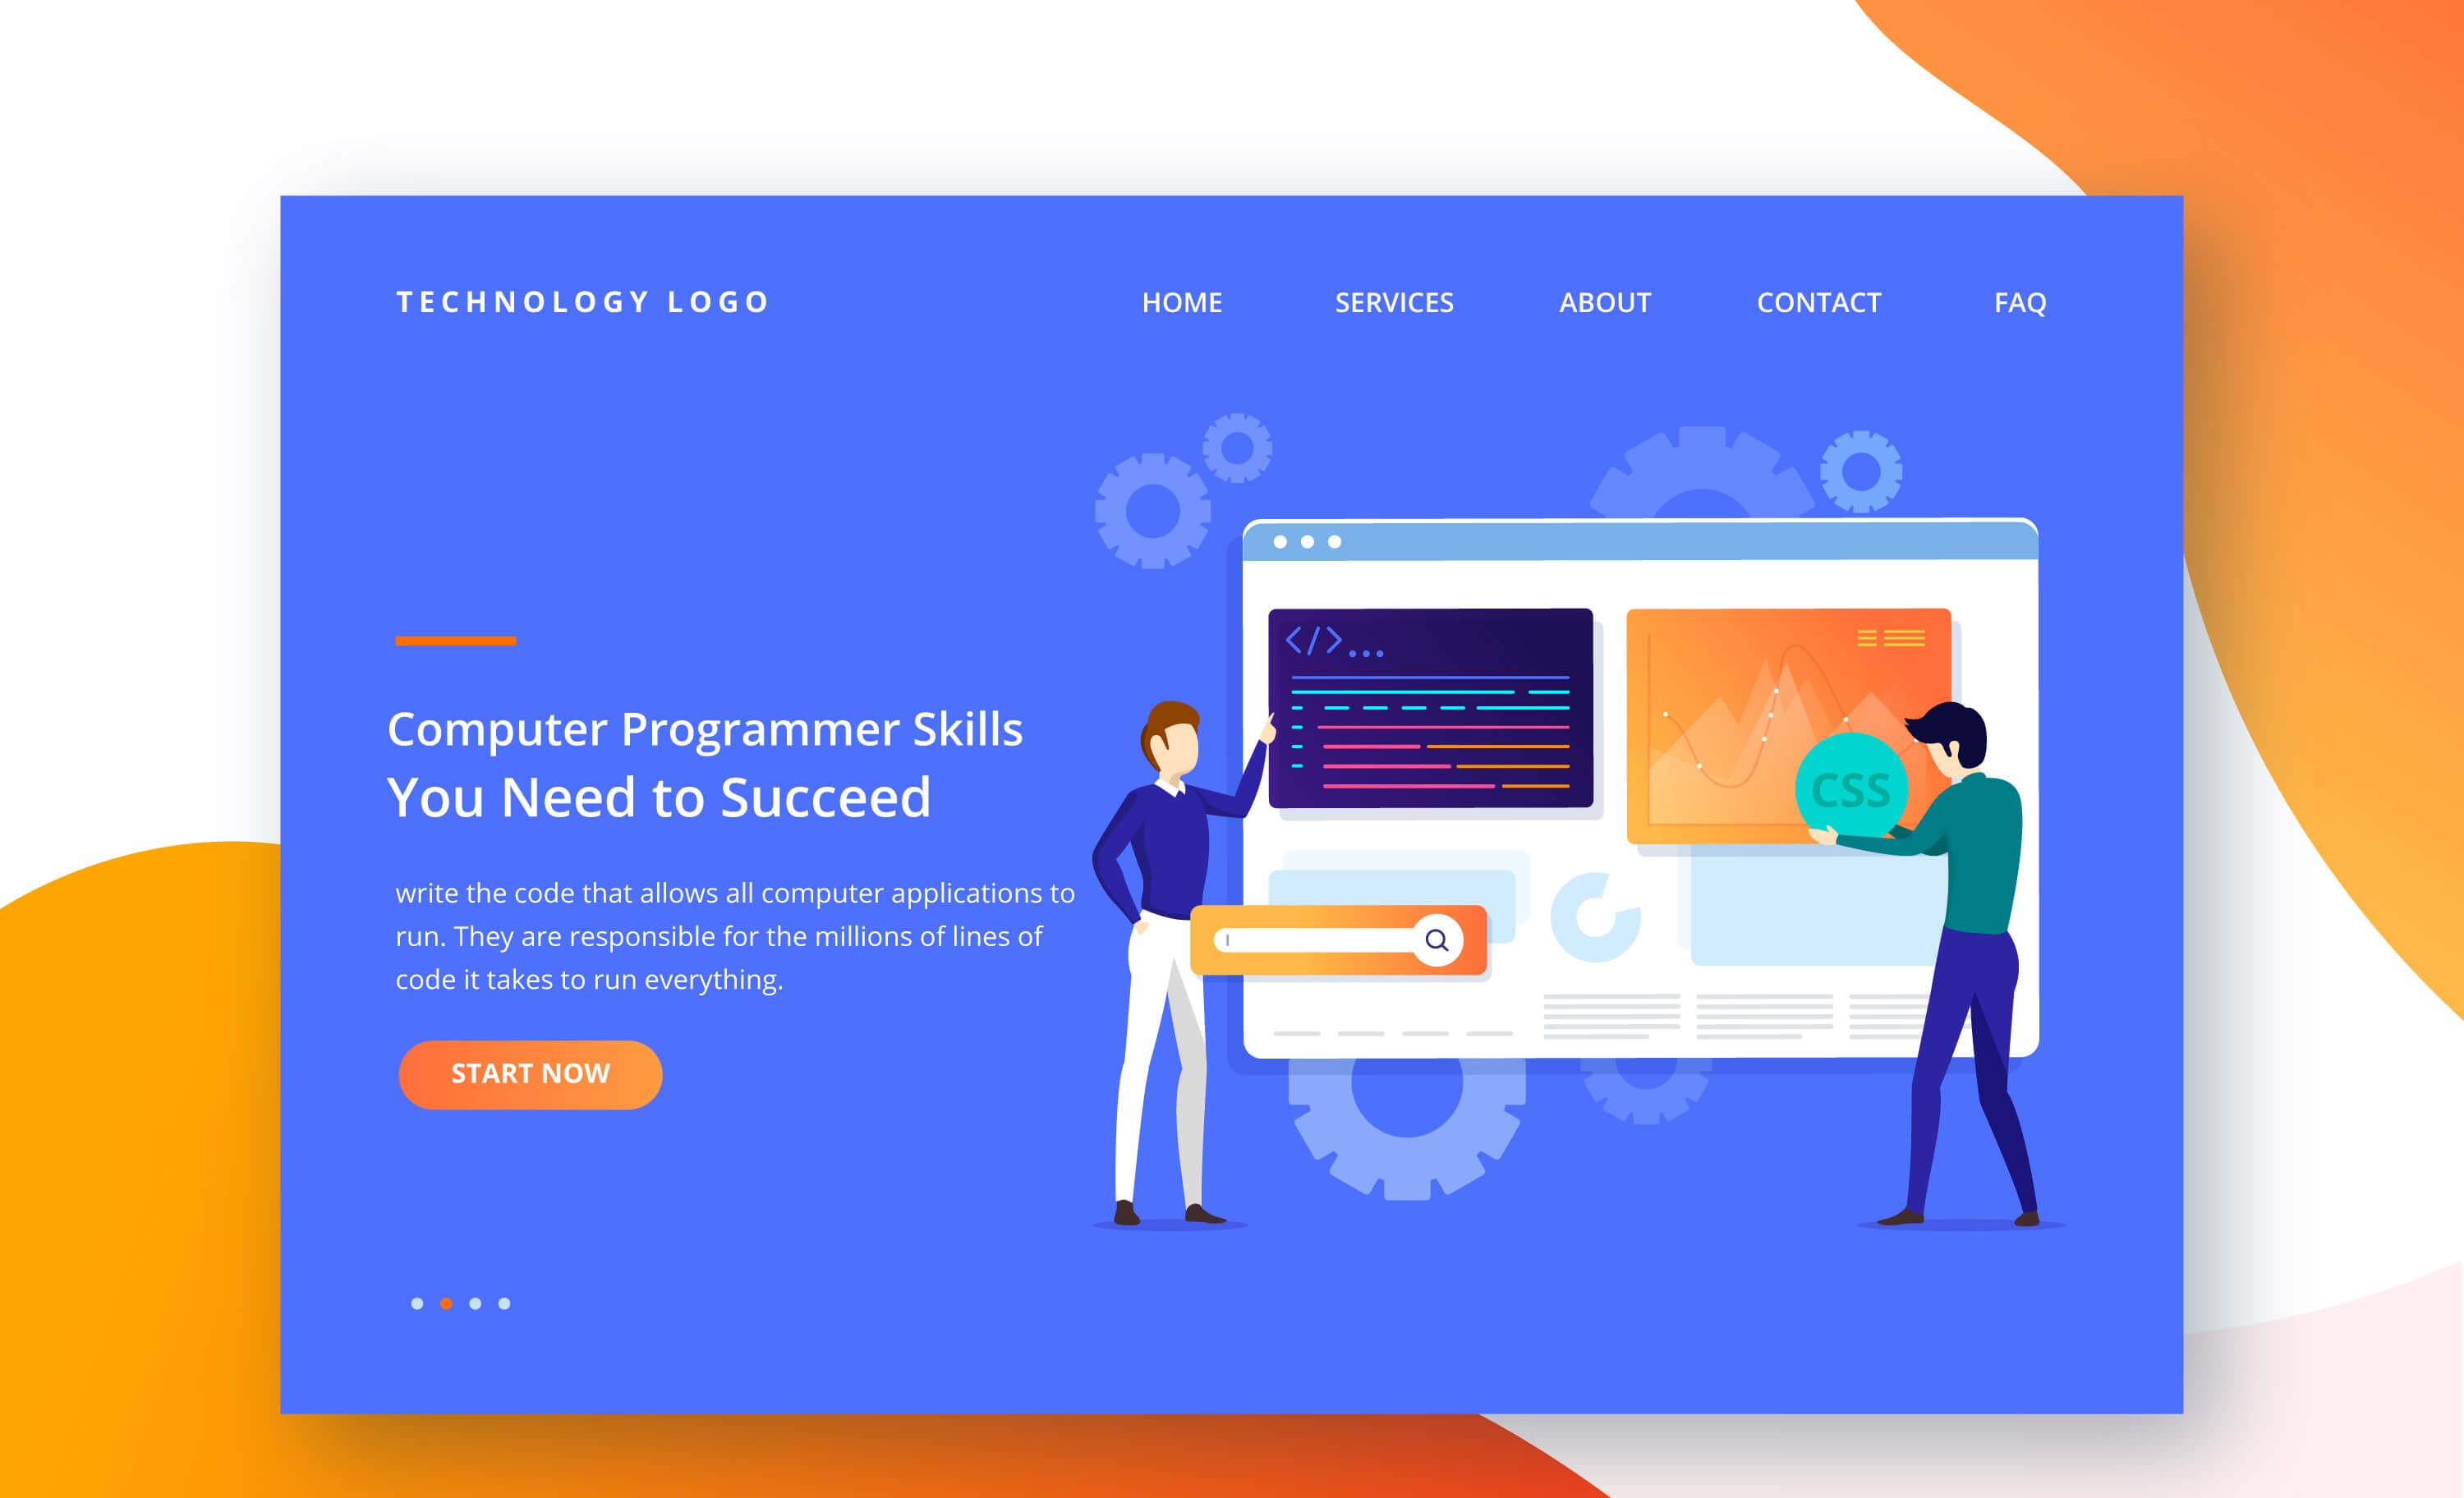 TECHNOLOGY LOGO
HOME SERVICES ABOUT CONTACT FAQ
Computer Programmer Skills
You Need to Succeed
write the code that allows all computer applications to
run. They are responsible for the millions of lines of
code it takes to run everything.
START NOW
</>...
CSS